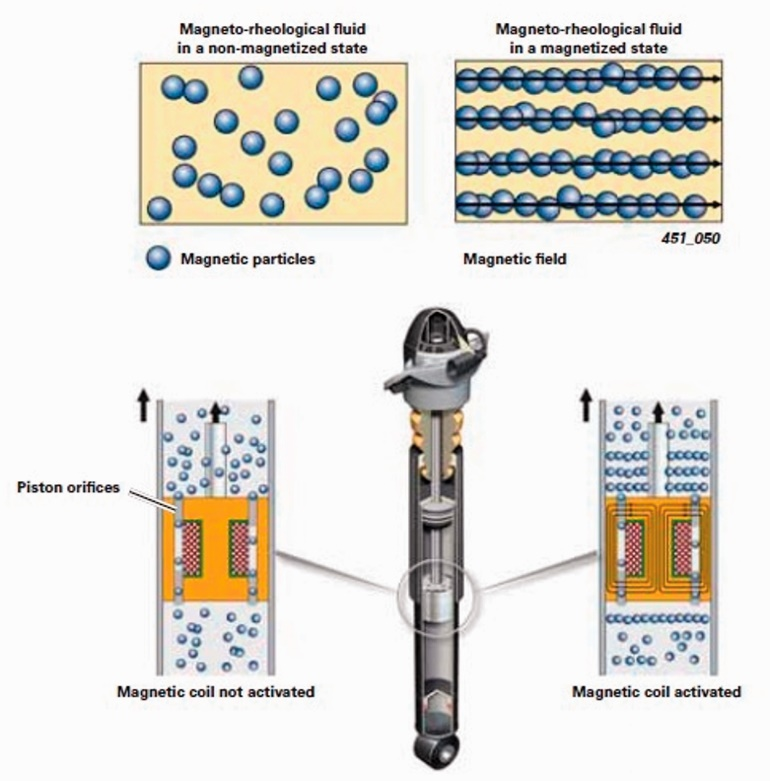 Magneto-rheological fluid
in a non-magnetized state
Magneto-rheological fluid
in a magnetized state
451_050
Magnetic particles
Magnetic field
Piston orifices
Magnetic coil not activated
Magnetic coil activated